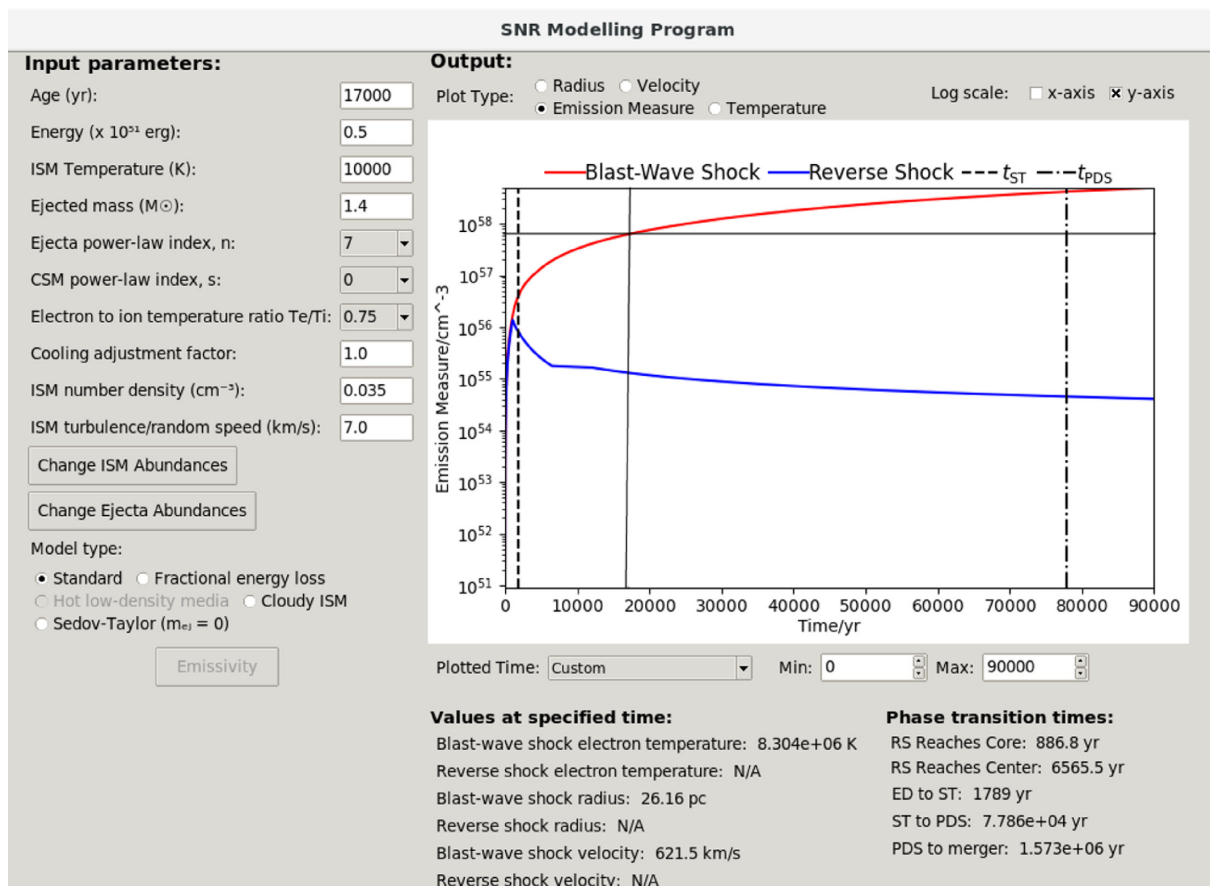 SNR Modelling Program
Input parameters:
Age (yr): 17000
Energy (x 10⁵¹ erg): 0.5
ISM Temperature (K): 10000
Ejected mass (M☉): 1.4
Ejecta power-law index, n: 7
CSM power-law index, s: 0
Electron to ion temperature ratio Te/Ti: 0.75
Cooling adjustment factor: 1.0
ISM number density (cm⁻³): 0.035
ISM turbulence/random speed (km/s): 7.0
Change ISM Abundances
Change Ejecta Abundances
Model type:
Standard Fractional energy loss
Hot low-density media Cloudy ISM
Sedov-Taylor (mₑⱼ = 0)
Emissivity
Output:
Plot Type: Radius Velocity
Emission Measure Temperature
Log scale: x-axis y-axis
Blast-Wave Shock Reverse Shock t_ST t_PDS
Emission Measure/cm^-3
10⁵⁸
10⁵⁷
10⁵⁶
10⁵⁵
10⁵⁴
10⁵³
10⁵²
10⁵¹
0 10000 20000 30000 40000 50000 60000 70000 80000 90000
Time/yr
Plotted Time: Custom Min: 0 Max: 90000
Values at specified time:
Blast-wave shock electron temperature: 8.304e+06 K
Reverse shock electron temperature: N/A
Blast-wave shock radius: 26.16 pc
Reverse shock radius: N/A
Blast-wave shock velocity: 621.5 km/s
Reverse shock velocity: N/A
Phase transition times:
RS Reaches Core: 886.8 yr
RS Reaches Center: 6565.5 yr
ED to ST: 1789 yr
ST to PDS: 7.786e+04 yr
PDS to merger: 1.573e+06 yr